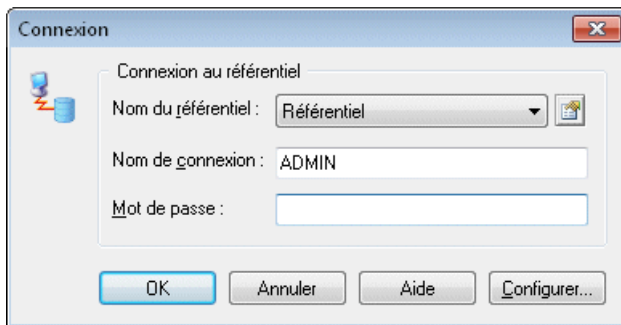 Connexion
Connexion au référentiel
Nom du référentiel : Référentiel
Nom de connexion : ADMIN
Mot de passe :
OK Annuler Aide Configurer...